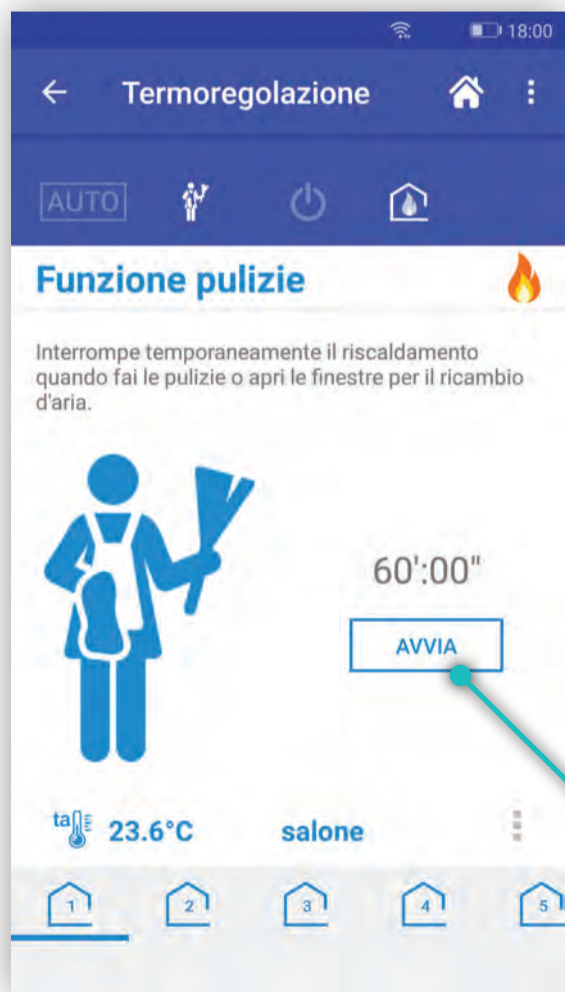 18:00
Termoregolazione
AUTO
Funzione pulizie
Interrompe temporaneamente il riscaldamento
quando fai le pulizie o apri le finestre per il ricambio
d'aria.
60':00"
AVVIA
ta 23.6°C salone
1 2 3 4 5